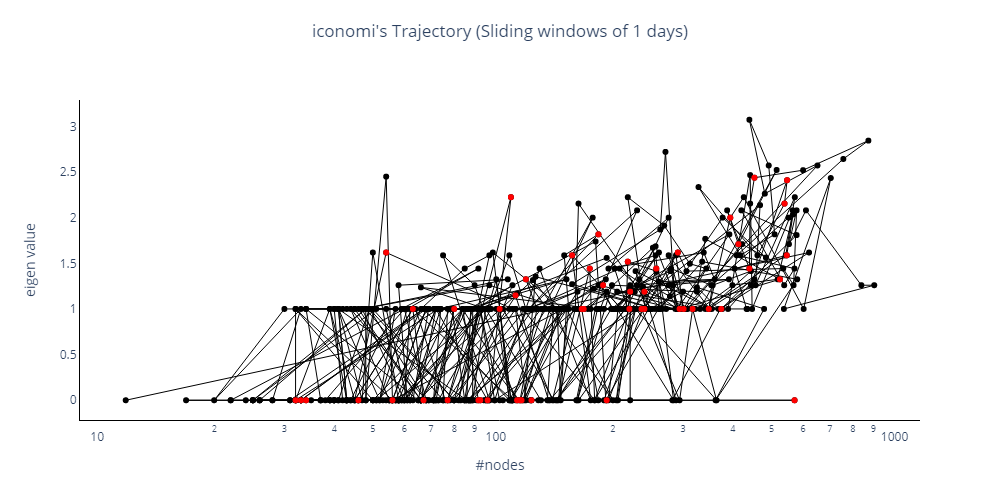 iconomi's Trajectory (Sliding windows of 1 days)
eigen value
3
2.5
2
1.5
1
0.5
0
10 2 3 4 5 6 7 8 9 100 2 3 4 5 6 7 8 9 1000
#nodes